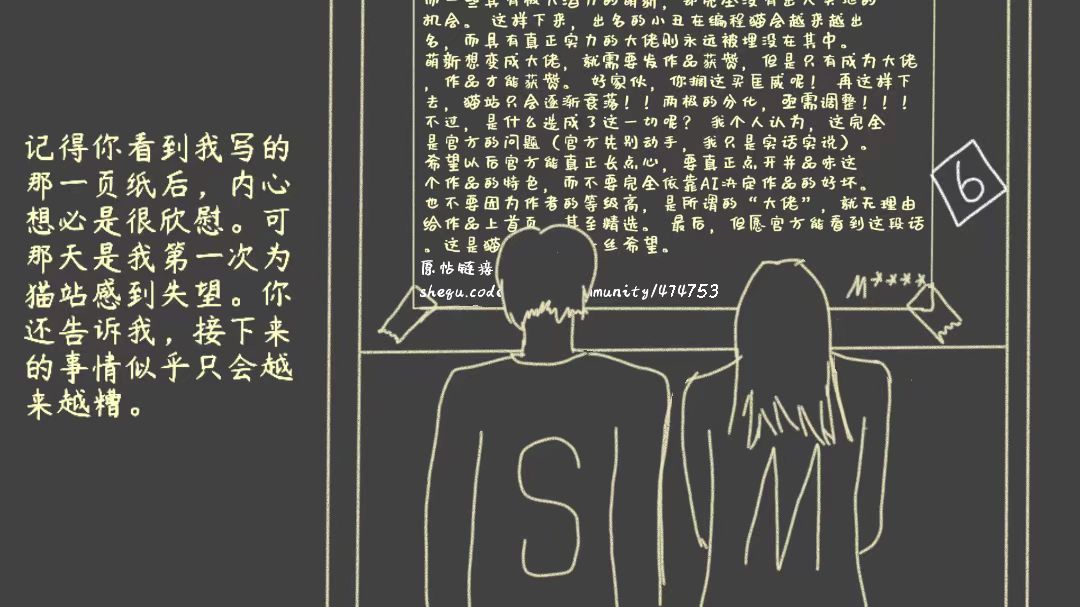 记得你看到我写的
那一页纸后，内心
想必是很欣慰。可
那天是我第一次为
猫站感到失望。你
还告诉我，接下来
的事情似乎只会越
来越糟。
机会。 这样下来，出名的小丑在编程猫会越来越出
名，而具有真正实力的大佬则永远被埋没在其中。
萌新想变成大佬，就需要发作品获赞，但是只有成为大佬
，作品才能获赞。 好家伙，你搁这买匡威呢！ 再这样下
去，猫站只会逐渐衰落！！两极的分化，亟需调整！！！
不过，是什么造成了这一切呢？ 我个人认为，这完全
是官方的问题（官方先别动手，我只是实话实说）。
希望以后官方能真正长点心，要真正点开并品味这
个作品的特色，而不要完全依靠AI决定作品的好坏。
也不要因为作者的等级高，是所谓的“大佬”，就无理由
给作品上首页，甚至精选。 最后，但愿官方能看到这段话
。这是猫 丝希望。
原帖链接
shequ.cod munity/474753
M****
6
S
M